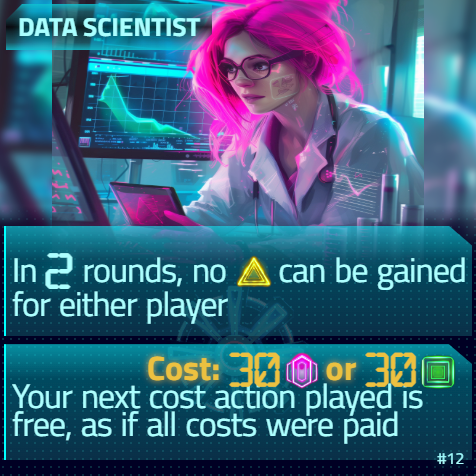 DATA SCIENTIST
In 2 rounds, no can be gained
for either player
Cost: 30 or 30
Your next cost action played is
free, as if all costs were paid
#12